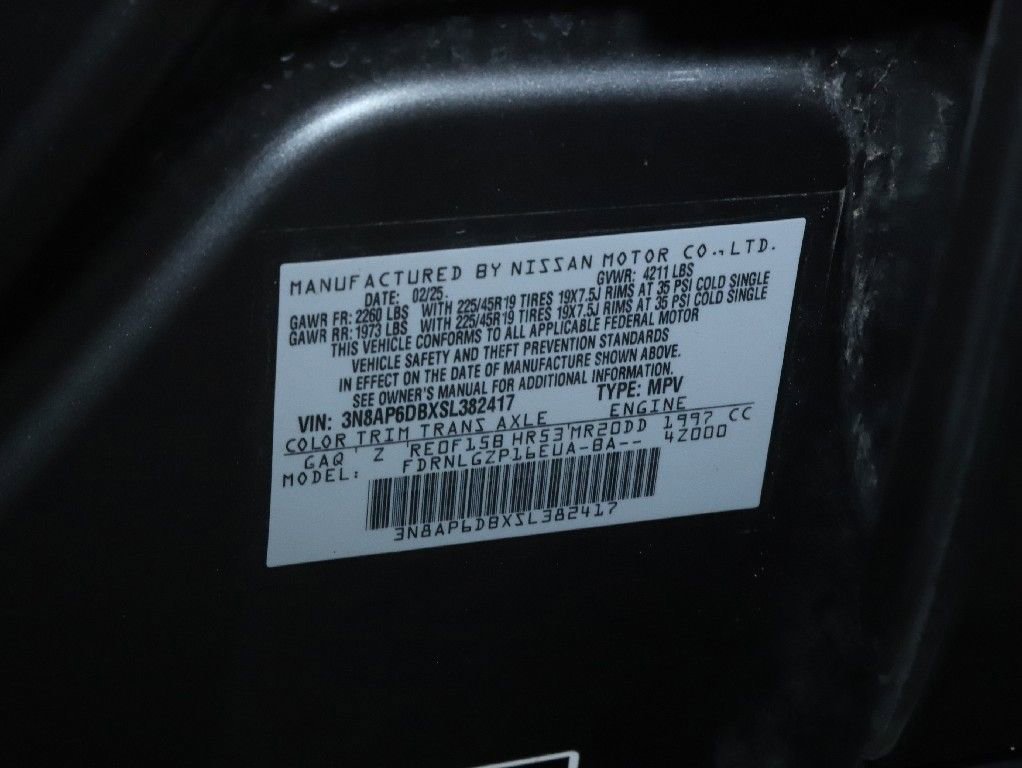 MANUFACTURED BY NISSAN MOTOR CO.,LTD.
DATE: 02/25 GVWR: 4211 LBS
GAWR FR: 2260 LBS WITH 225/45R19 TIRES 19X7.5J RIMS AT 35 PSI COLD SINGLE
GAWR RR: 1973 LBS WITH 225/45R19 TIRES 19X7.5J RIMS AT 35 PSI COLD SINGLE
THIS VEHICLE CONFORMS TO ALL APPLICABLE FEDERAL MOTOR
VEHICLE SAFETY AND THEFT PREVENTION STANDARDS
IN EFFECT ON THE DATE OF MANUFACTURE SHOWN ABOVE.
SEE OWNER'S MANUAL FOR ADDITIONAL INFORMATION.
VIN: 3N8AP6DBXSL382417 TYPE: MPV
COLOR TRIM TRANS AXLE ENGINE
GAQ ' Z RE0F15B HR53'MR20DD 1997 CC
MODEL: FDRNLGZP16EUA-BA-- 4Z000
3N8AP6DBXSL382417